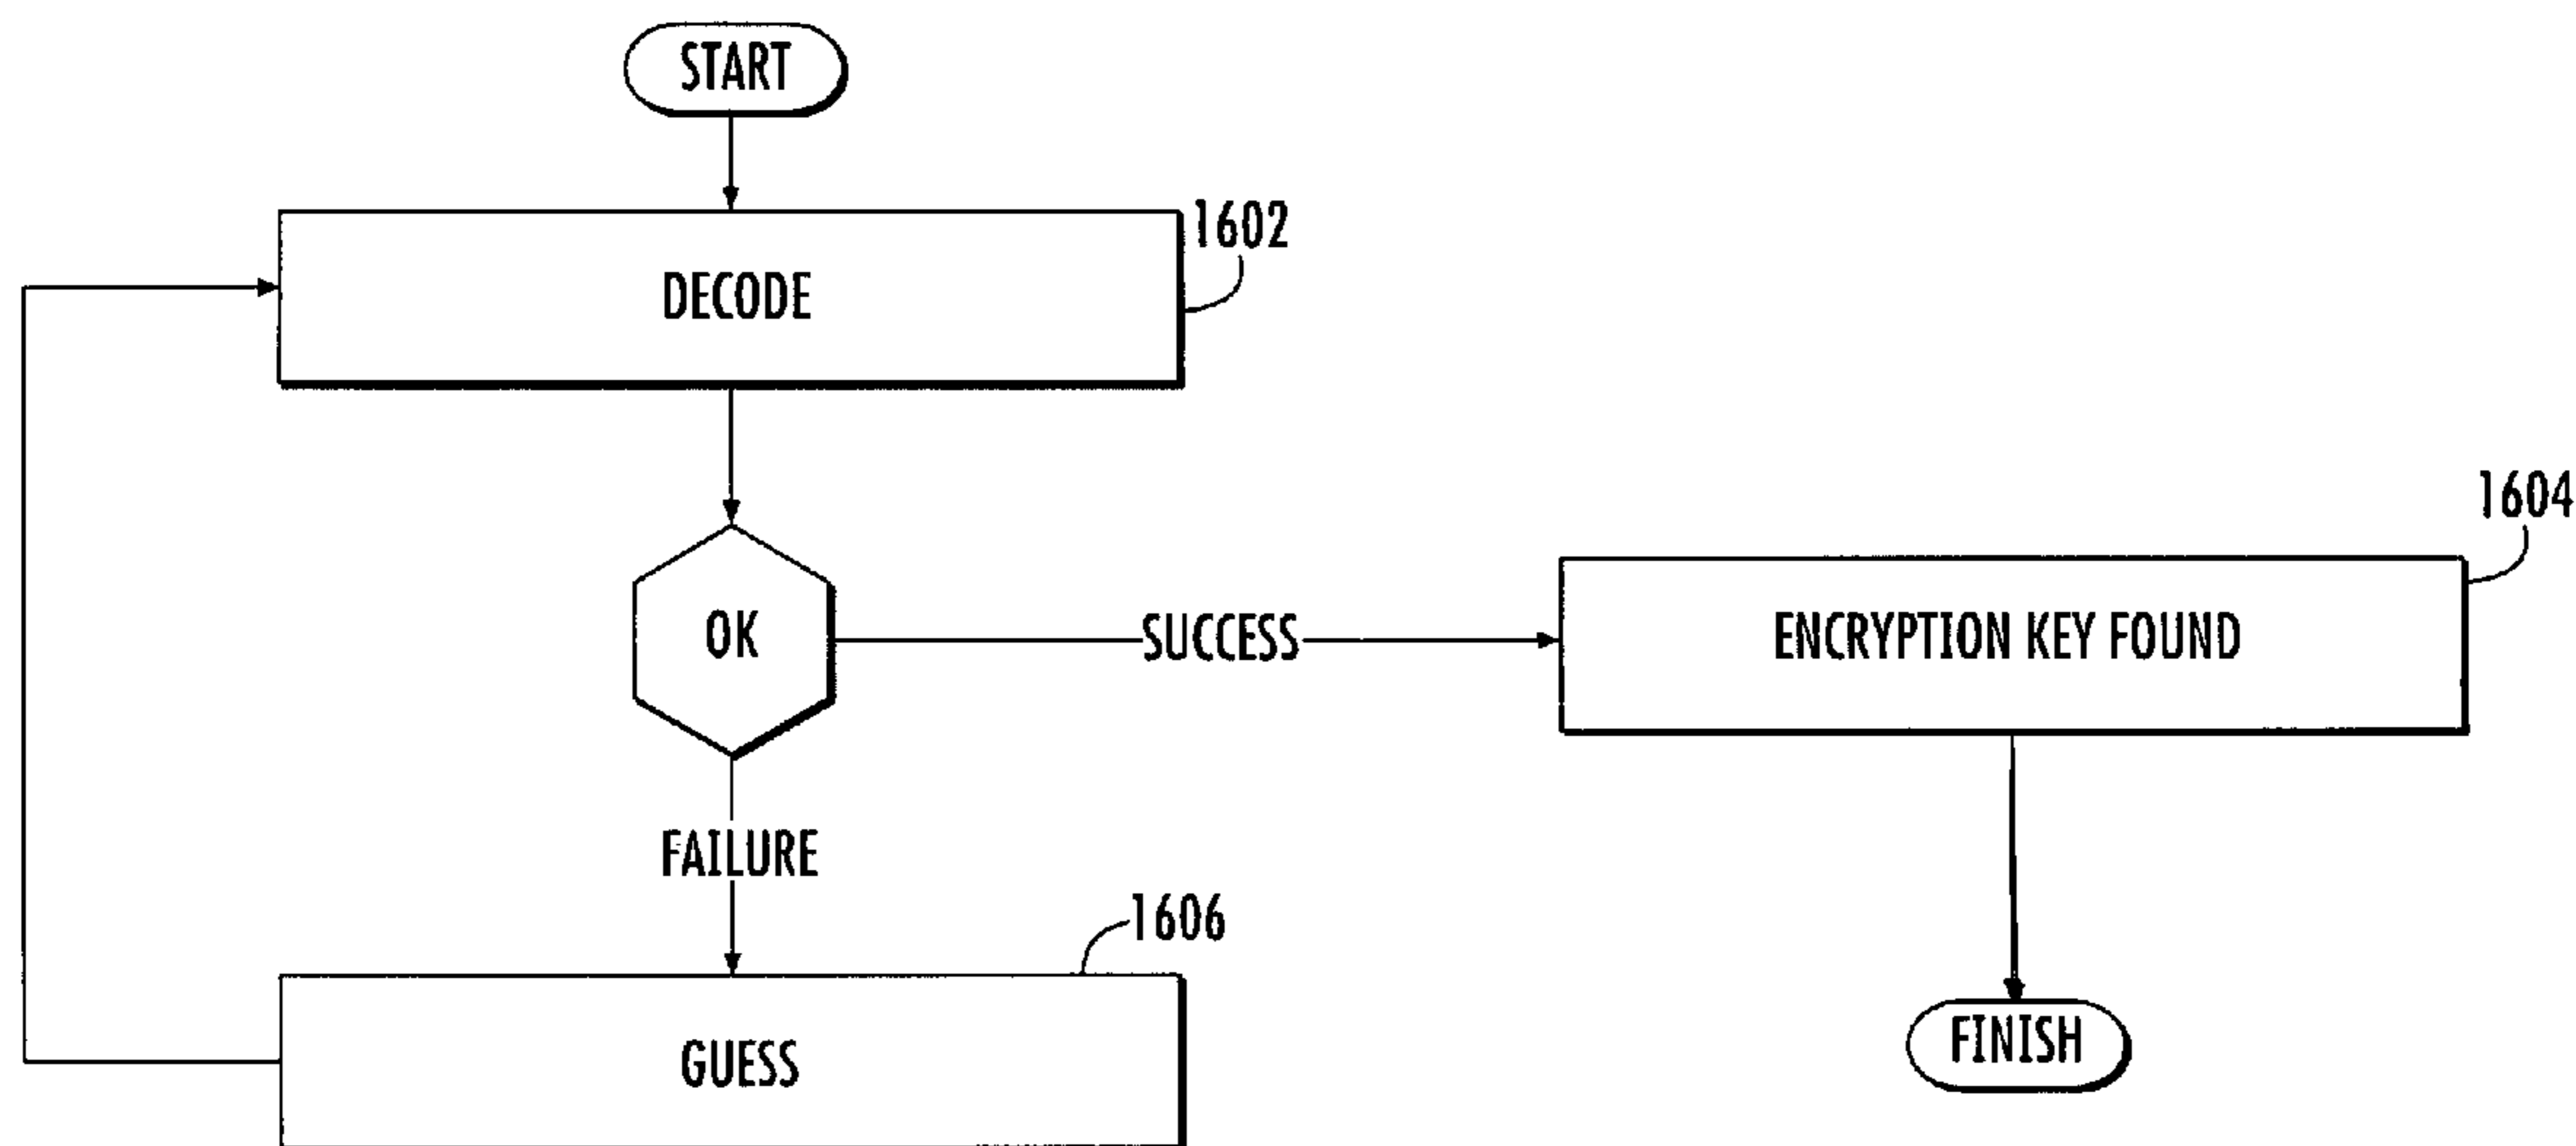 START
1602
DECODE
1604
OK
SUCCESS
ENCRYPTION KEY FOUND
FAILURE
1606
FINISH
GUESS